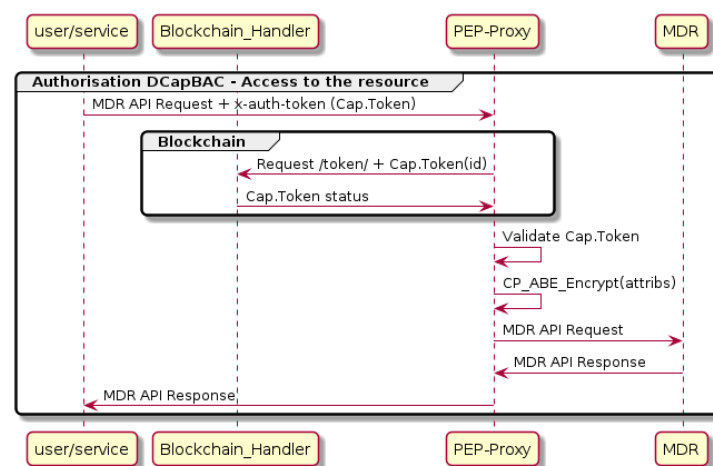 user/service Blockchain_Handler PEP-Proxy MDR
Authorisation DCapBAC - Access to the resource
MDR API Request + x-auth-token (Cap.Token)
Blockchain
Request /token/ + Cap.Token(id)
Cap.Token status
Validate Cap.Token
CP_ABE_Encrypt(attribs)
MDR API Request
MDR API Response
MDR API Response
user/service Blockchain_Handler PEP-Proxy MDR